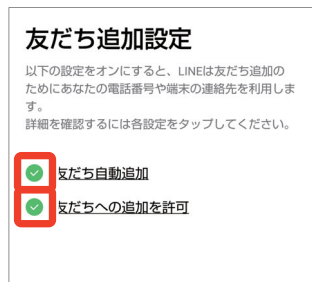 友だち追加設定
以下の設定をオンにすると、LINEは友だち追加の
ためにあなたの電話番号や端末の連絡先を利用しま
す。
詳細を確認するには各設定をタップしてください。
友だち自動追加
友だちへの追加を許可